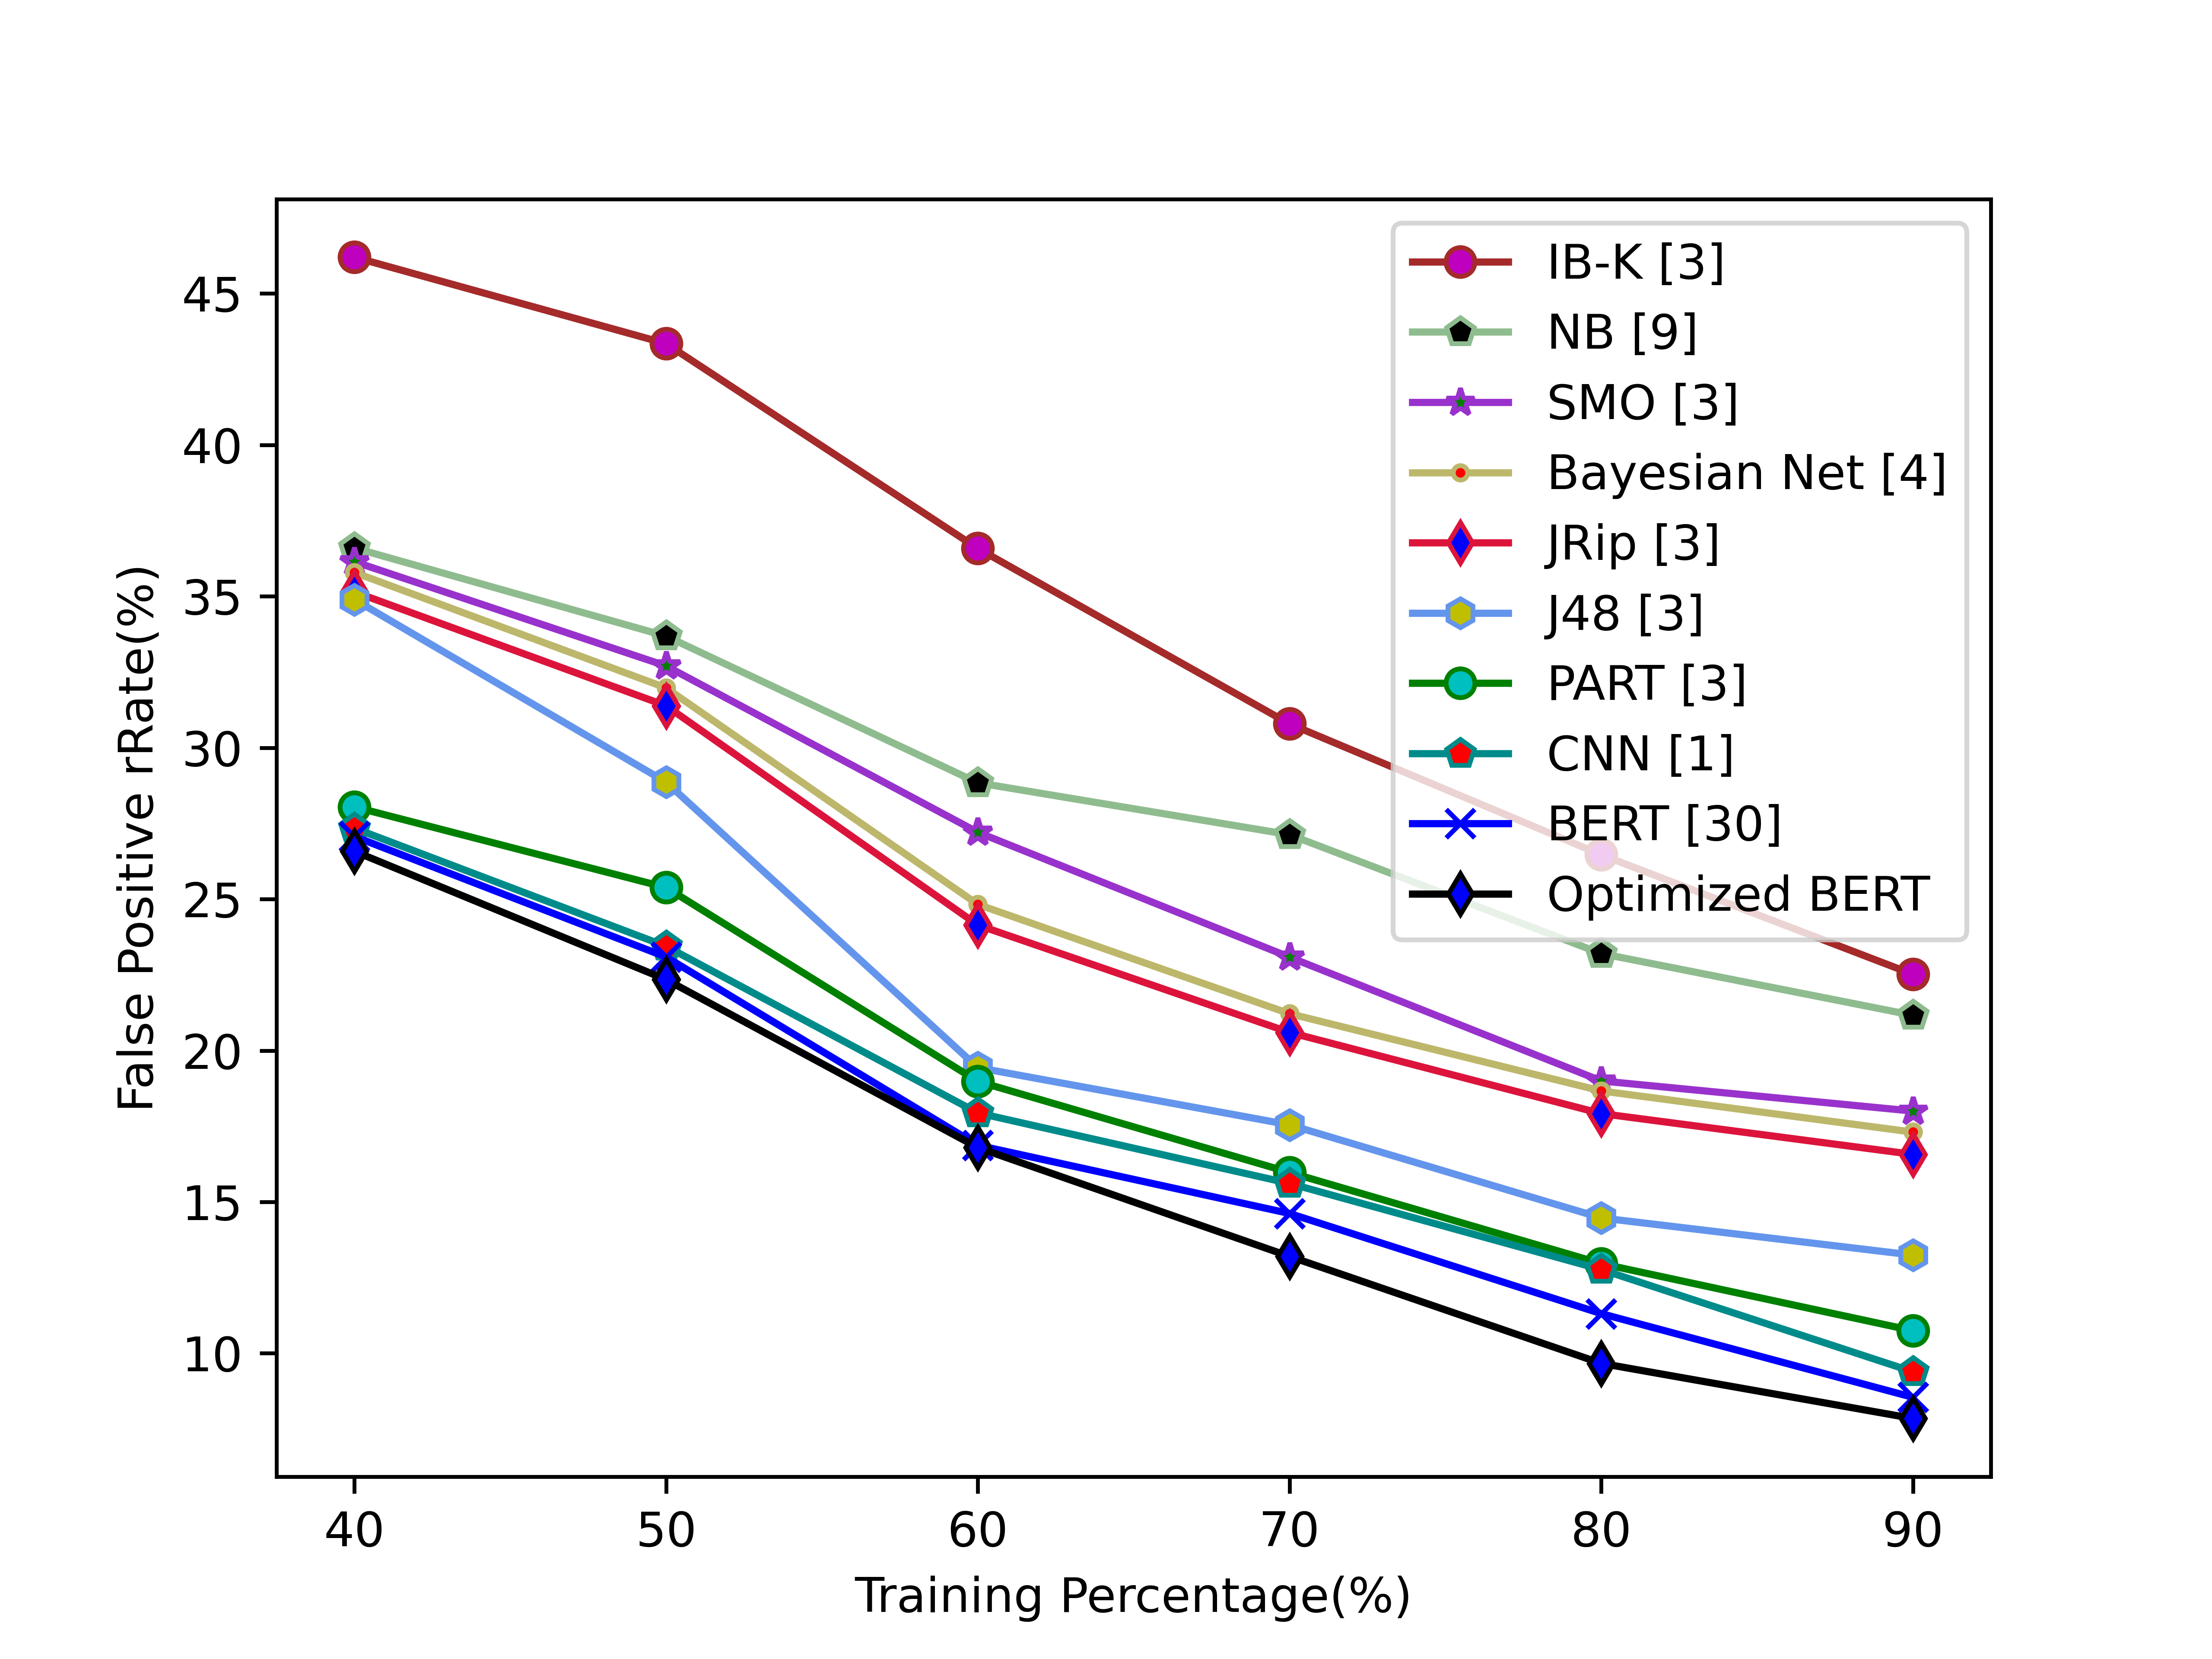 45
40
35
30
25
20
15
10
False Positive rRate(%)
IB-K [3]
NB [9]
SMO [3]
Bayesian Net [4]
JRip [3]
J48 [3]
PART [3]
CNN [1]
BERT [30]
Optimized BERT
40 50 60 70 80 90
Training Percentage(%)